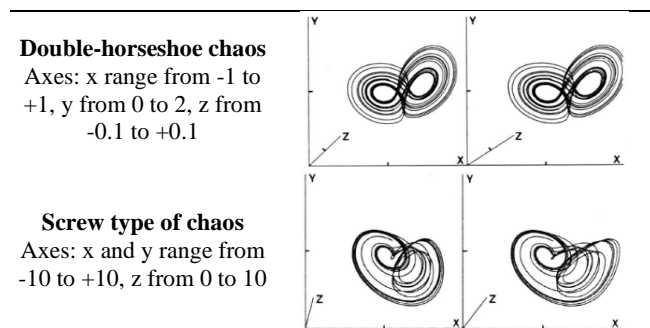 Double-horseshoe chaos
Axes: x range from -1 to
+1, y from 0 to 2, z from
-0.1 to +0.1
Y
Z
X
Y
Z
X
Screw type of chaos
Axes: x and y range from
-10 to +10, z from 0 to 10
Y
Z
X
Y
Z
X